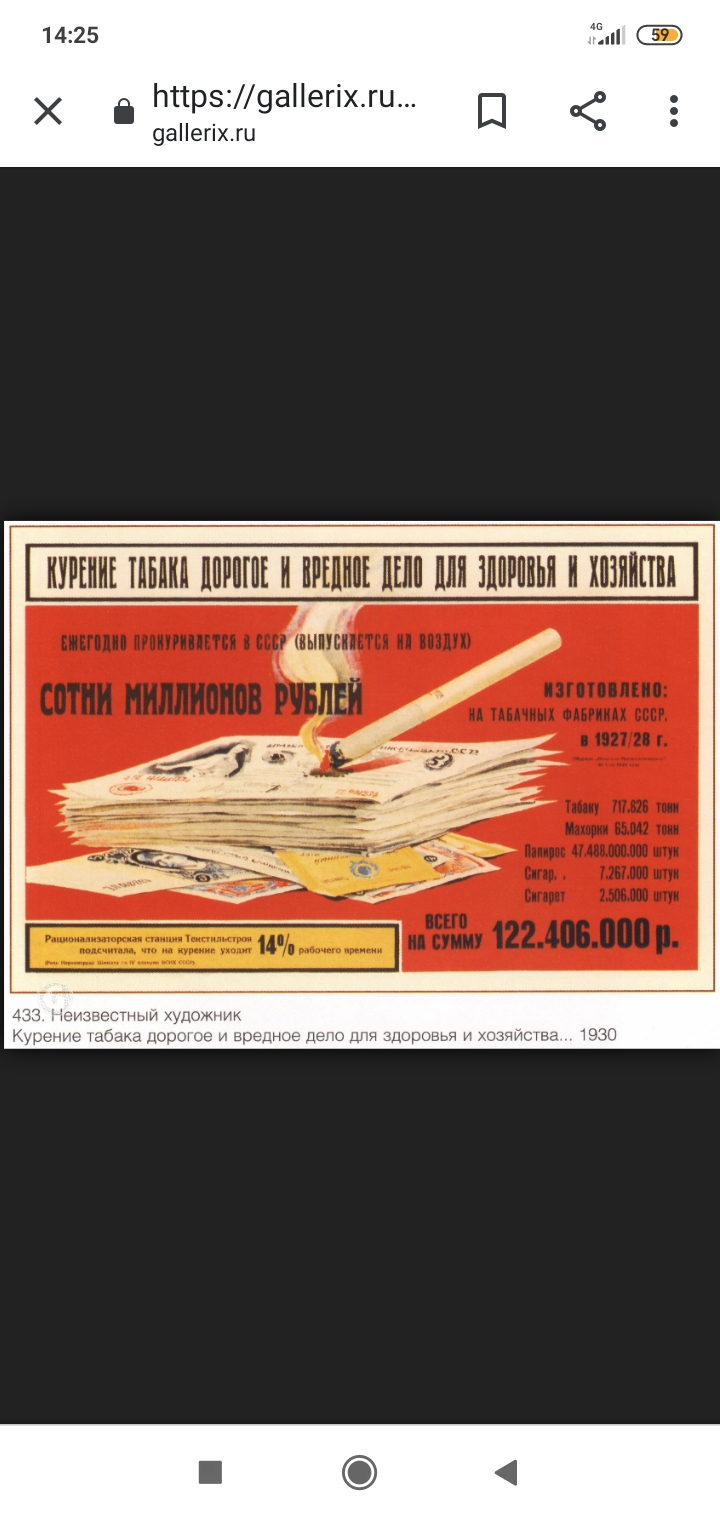 14:25
4G
59
https://gallerix.ru...
gallerix.ru
КУРЕНИЕ ТАБАКА ДОРОГОЕ И ВРЕДНОЕ ДЕЛО ДЛЯ ЗДОРОВЬЯ И ХОЗЯЙСТВА
ЕЖЕГОДНО ПРОКУРИВАЕТСЯ В СССР (ВЫПУСКАЕТСЯ НА ВОЗДУХ)
СОТНИ МИЛЛИОНОВ РУБЛЕЙ
ИЗГОТОВЛЕНО:
НА ТАБАЧНЫХ ФАБРИКАХ СССР.
в 1927/28 г.
Табаку 717.826 тонн
Махорки 65.042 тонн
Папирос 47.488.000.000 штук
Сигар. . 7.267.000 штук
Сигарет 2.506.000 штук
ВСЕГО
НА СУММУ 122.406.000 р.
Рационализаторская станция Текстильстроя
подсчитала, что на курение уходит 14% рабочего времени
433. Неизвестный художник
Курение табака дорогое и вредное дело для здоровья и хозяйства... 1930